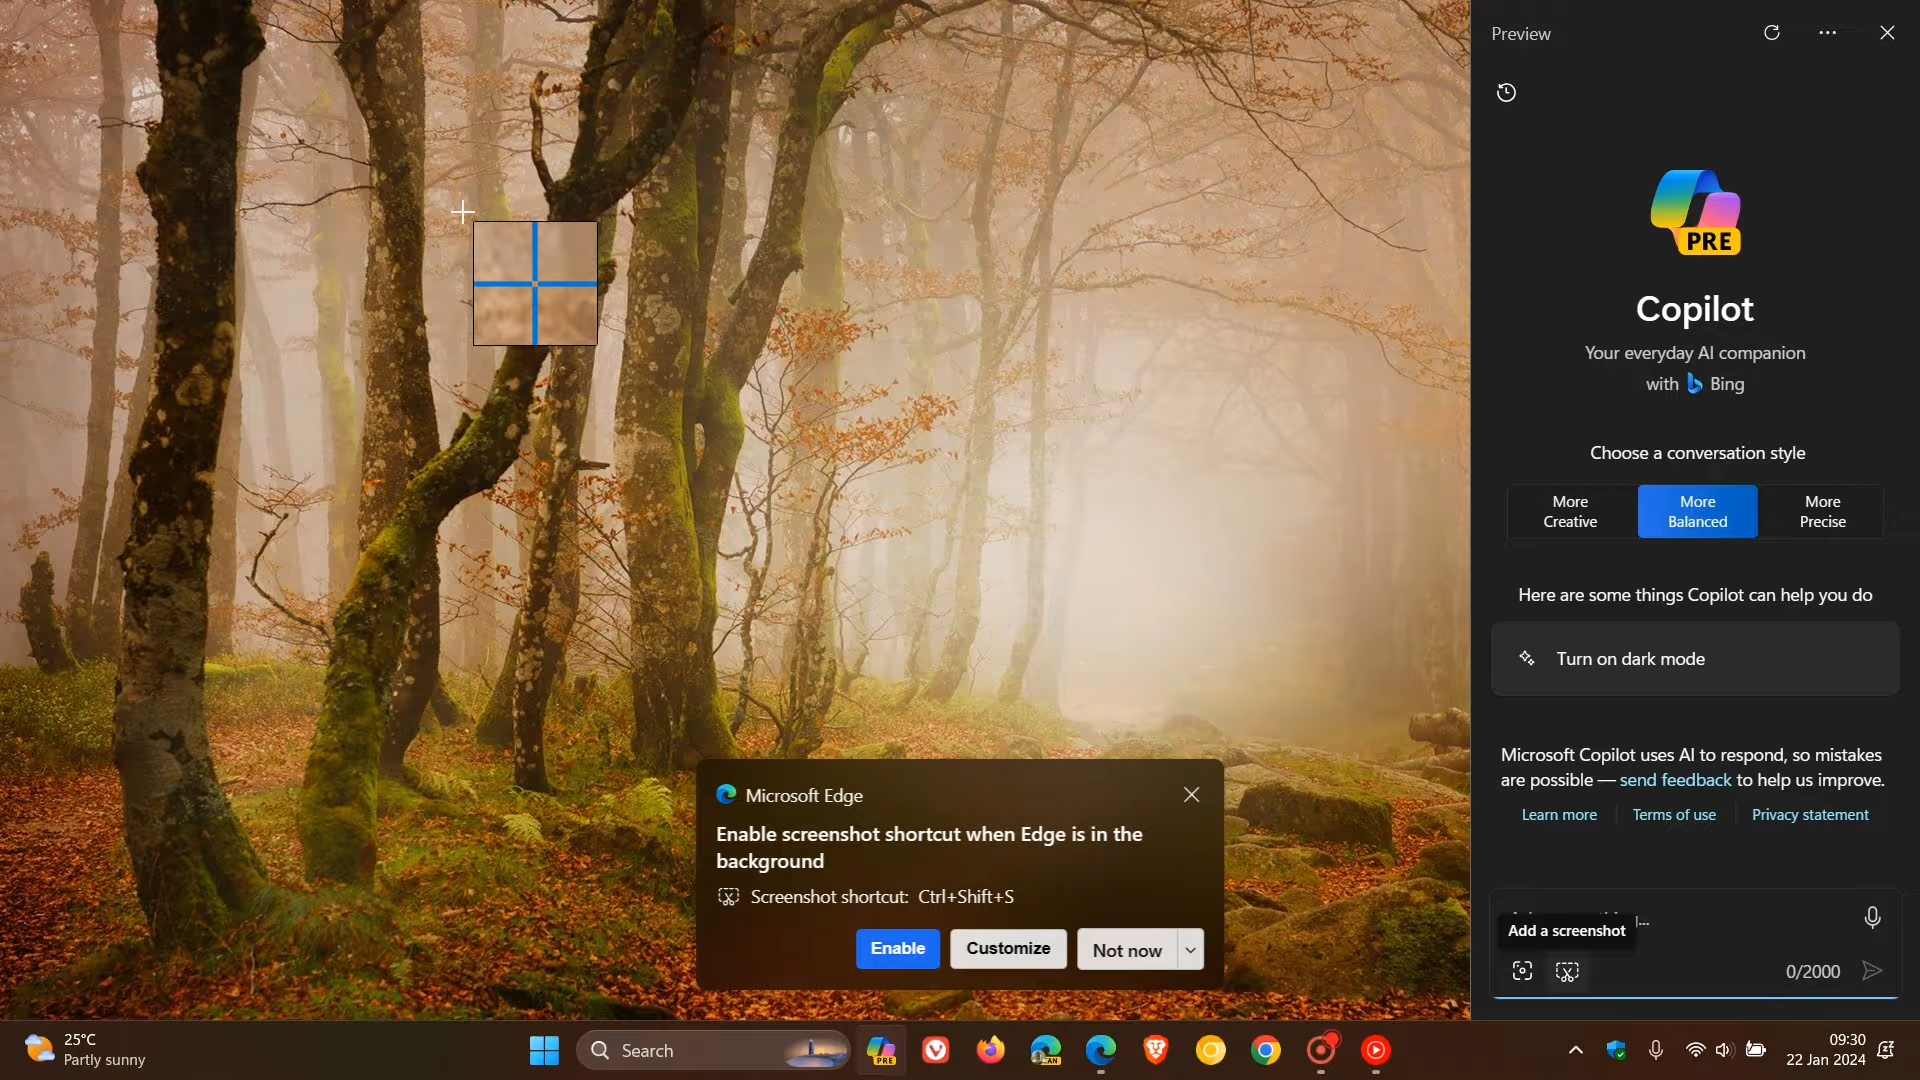 Preview
PRE
Copilot
Your everyday AI companion
with Bing
Choose a conversation style
More Creative
More Balanced
More Precise
Here are some things Copilot can help you do
Turn on dark mode
Microsoft Copilot uses AI to respond, so mistakes
are possible — send feedback to help us improve.
Learn more
Terms of use
Privacy statement
Add a screenshot
0/2000
Microsoft Edge
Enable screenshot shortcut when Edge is in the
background
Screenshot shortcut: Ctrl+Shift+S
Enable
Customize
Not now
25°C
Partly sunny
Search
PRE
CAN
09:30
22 Jan 2024